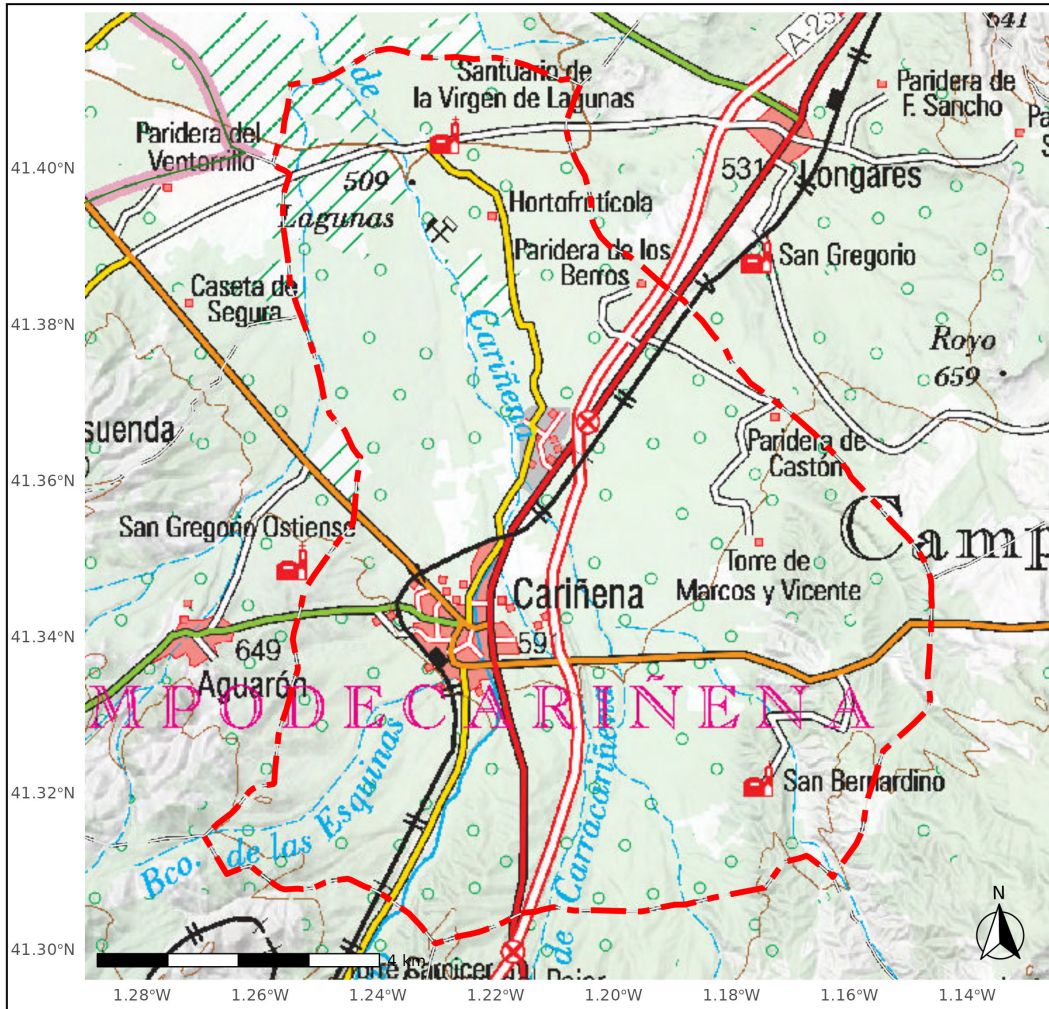 641
A-23
de
Santuario de
la Virgen de Lagunas
Paridera de
F. Sancho
Paridera del
Ventorrillo
41.40°N
509
531
Longares
Lagunas
Hortofrutícola
Paridera de los
Berros
San Gregorio
Caseta de
Segura
41.38°N
Cariñena
Royo
659
suenda
Paridera de
Castón
41.36°N
San Gregorio Ostiense
Camp
Torre de
Marcos y Vicente
Cariñena
41.34°N
649
591
Aguarón
MPODECARIÑENA
41.32°N
San Bernardino
Bco. de las Esquinas
de Carracariñena
N
41.30°N
4 km
1.28°W
1.26°W
1.24°W
1.22°W
1.20°W
1.18°W
1.16°W
1.14°W